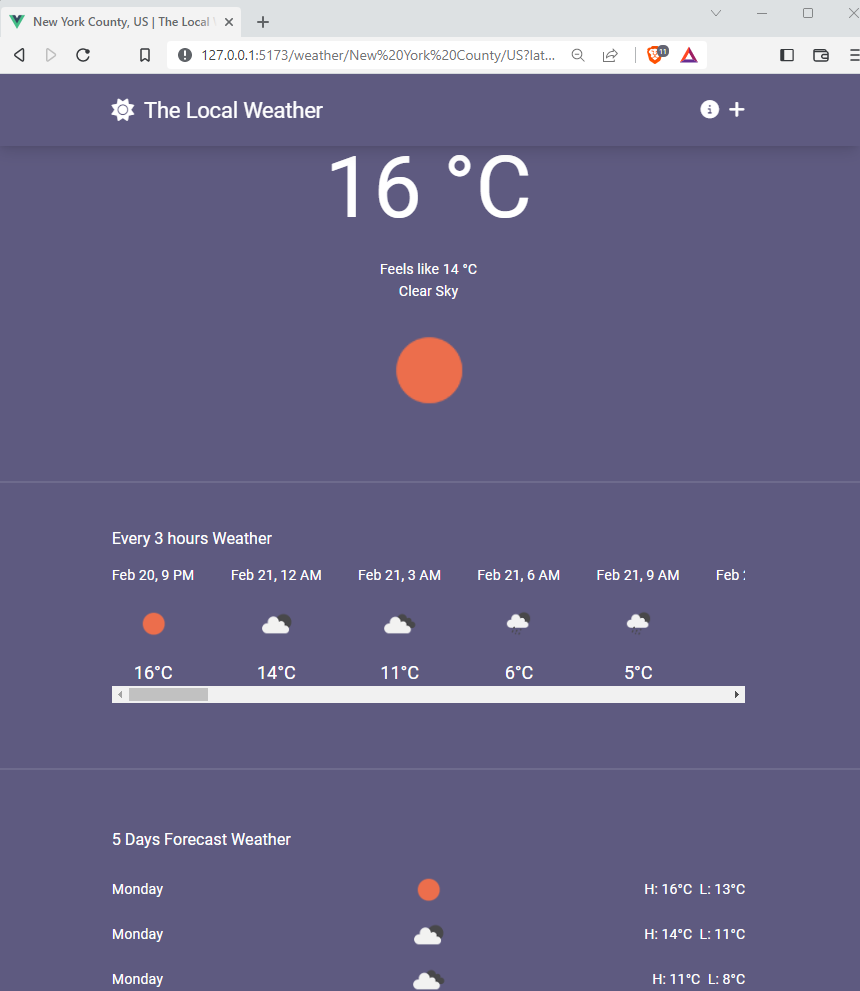 New York County, US | The Local
127.0.0.1:5173/weather/New%20York%20County/US?lat...
11
The Local Weather
16 °C
Feels like 14 °C
Clear Sky
Every 3 hours Weather
Feb 20, 9 PM Feb 21, 12 AM Feb 21, 3 AM Feb 21, 6 AM Feb 21, 9 AM Feb
16°C 14°C 11°C 6°C 5°C
5 Days Forecast Weather
Monday H: 16°C L: 13°C
Monday H: 14°C L: 11°C
Monday H: 11°C L: 8°C